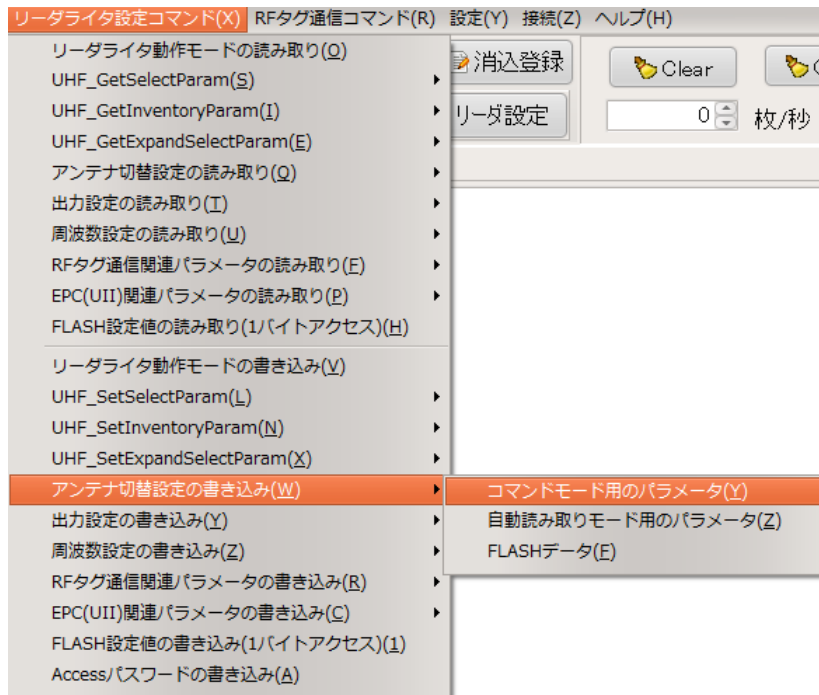 リーダライタ設定コマンド(X) RFタグ通信コマンド(R) 設定(Y) 接続(Z) ヘルプ(H)
消込登録
Clear
リーダ設定
0
枚/秒
リーダライタ動作モードの読み取り(O)
UHF_GetSelectParam(S)
UHF_GetInventoryParam(I)
UHF_GetExpandSelectParam(E)
アンテナ切替設定の読み取り(Q)
出力設定の読み取り(T)
周波数設定の読み取り(U)
RFタグ通信関連パラメータの読み取り(F)
EPC(UII)関連パラメータの読み取り(P)
FLASH設定値の読み取り(1バイトアクセス)(H)
リーダライタ動作モードの書き込み(V)
UHF_SetSelectParam(L)
UHF_SetInventoryParam(N)
UHF_SetExpandSelectParam(X)
アンテナ切替設定の書き込み(W)
出力設定の書き込み(Y)
周波数設定の書き込み(Z)
RFタグ通信関連パラメータの書き込み(R)
EPC(UII)関連パラメータの書き込み(C)
FLASH設定値の書き込み(1バイトアクセス)(1)
Accessパスワードの書き込み(A)
コマンドモード用のパラメータ(Y)
自動読み取りモード用のパラメータ(Z)
FLASHデータ(F)